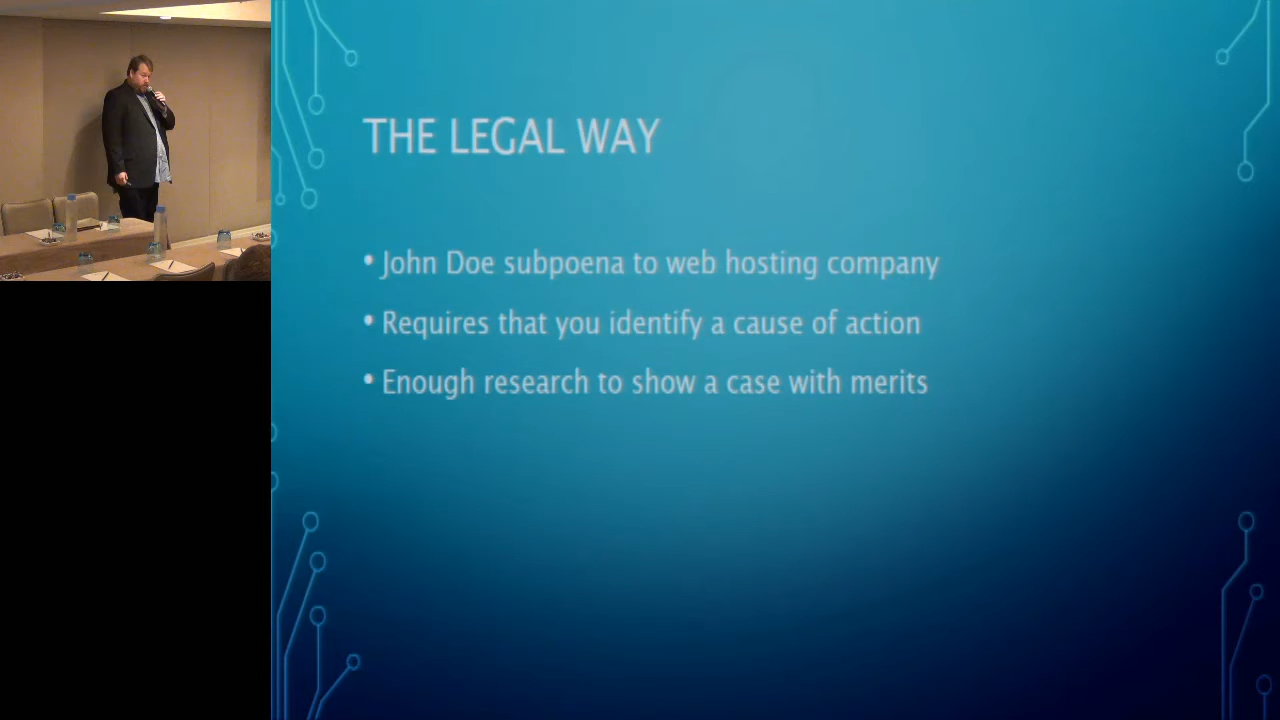 THE LEGAL WAY
• John Doe subpoena to web hosting company
• Requires that you identify a cause of action
• Enough research to show a case with merits